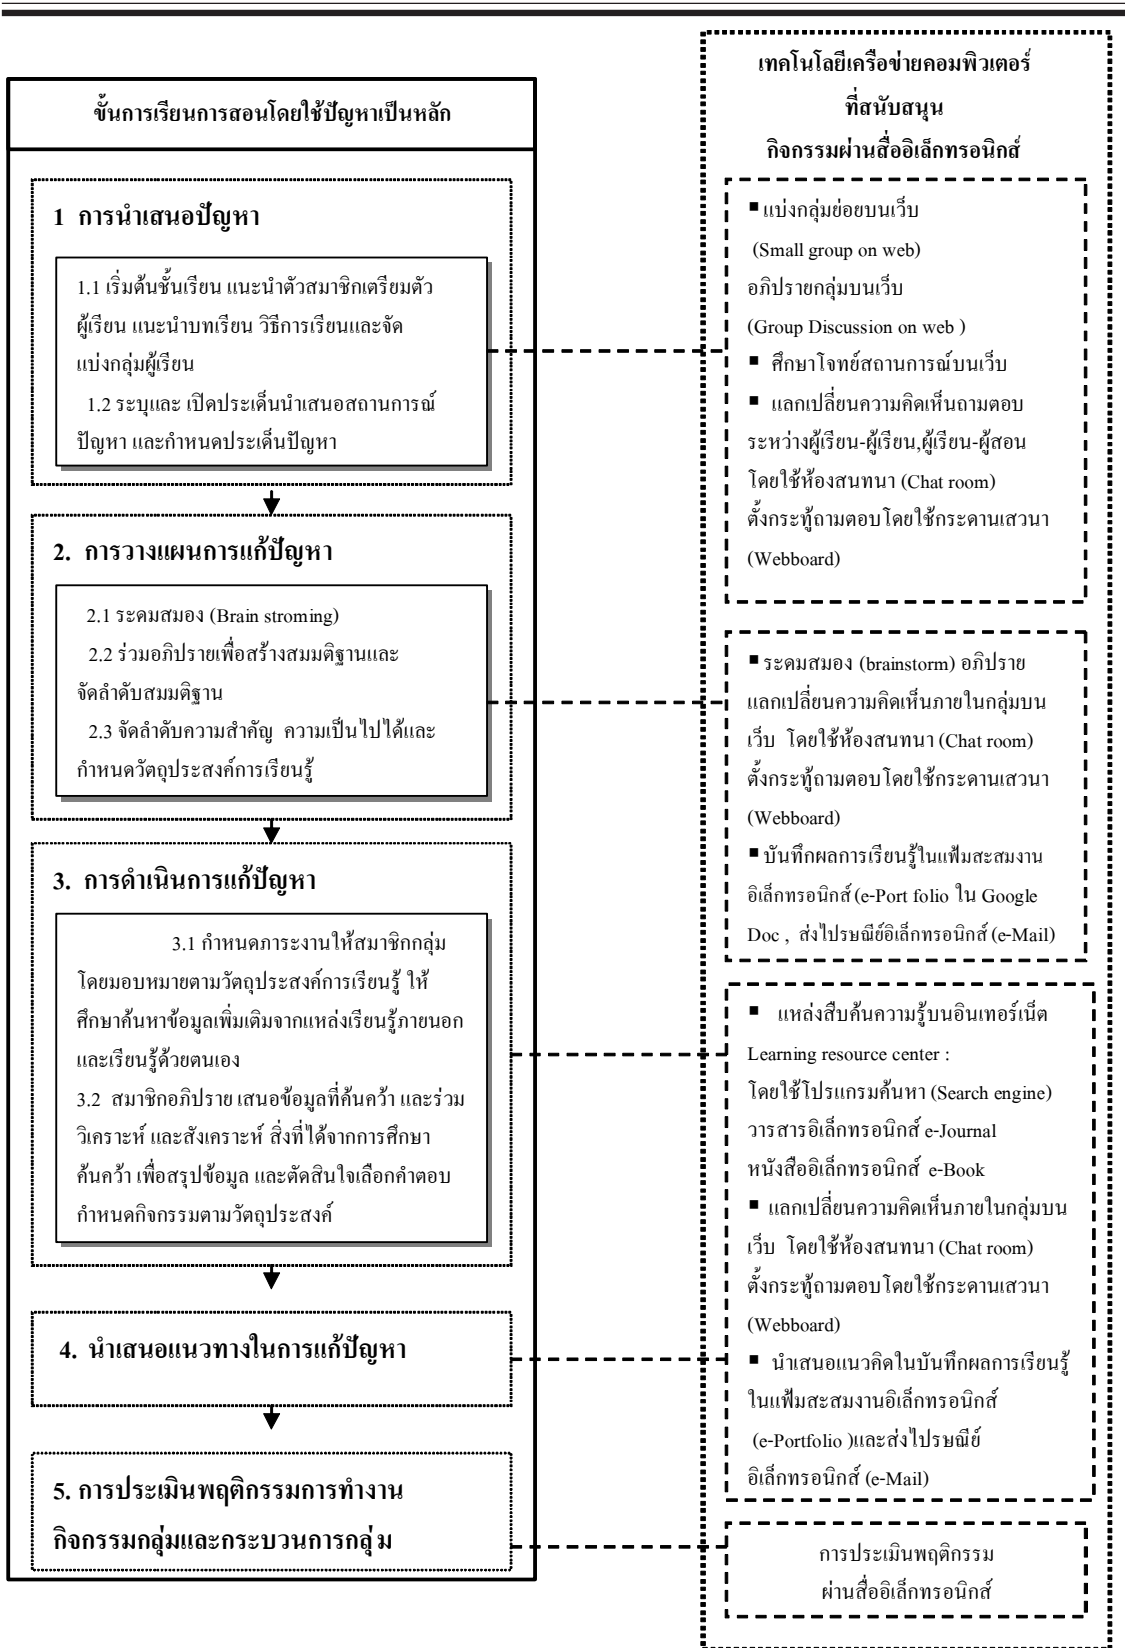 ขั้นการเรียนการสอนโดยใช้ปัญหาเป็นหลัก
1 การนำเสนอปัญหา
1.1 เริ่มต้นชั้นเรียน แนะนำตัวสมาชิกเตรียมตัว
ผู้เรียน แนะนำบทเรียน วิธีการเรียนและจัด
แบ่งกลุ่มผู้เรียน
1.2 ระบุและ เปิดประเด็นนำเสนอสถานการณ์
ปัญหา และกำหนดประเด็นปัญหา
2. การวางแผนการแก้ปัญหา
2.1 ระดมสมอง (Brain stroming)
2.2 ร่วมอภิปรายเพื่อสร้างสมมติฐานและ
จัดลำดับสมมติฐาน
2.3 จัดลำดับความสำคัญ ความเป็นไปได้และ
กำหนดวัตถุประสงค์การเรียนรู้
3. การดำเนินการแก้ปัญหา
3.1 กำหนดภาระงานให้สมาชิกกลุ่ม
โดยมอบหมายตามวัตถุประสงค์การเรียนรู้ ให้
ศึกษาค้นหาข้อมูลเพิ่มเติมจากแหล่งเรียนรู้ภายนอก
และเรียนรู้ด้วยตนเอง
3.2 สมาชิกอภิปราย เสนอข้อมูลที่ค้นคว้า และร่วม
วิเคราะห์ และสังเคราะห์ สิ่งที่ได้จากการศึกษา
ค้นคว้า เพื่อสรุปข้อมูล และตัดสินใจเลือกคำตอบ
กำหนดกิจกรรมตามวัตถุประสงค์
4. นำเสนอแนวทางในการแก้ปัญหา
5. การประเมินพฤติกรรมการทำงาน
กิจกรรมกลุ่มและกระบวนการกลุ่ม
เทคโนโลยีเครือข่ายคอมพิวเตอร์
ที่สนับสนุน
กิจกรรมผ่านสื่ออิเล็กทรอนิกส์
▪ แบ่งกลุ่มย่อยบนเว็บ
(Small group on web)
อภิปรายกลุ่มบนเว็บ
(Group Discussion on web )
▪ ศึกษาโจทย์สถานการณ์บนเว็บ
▪ แลกเปลี่ยนความคิดเห็นถามตอบ
ระหว่างผู้เรียน-ผู้เรียน,ผู้เรียน-ผู้สอน
โดยใช้ห้องสนทนา (Chat room)
ตั้งกระทู้ถามตอบโดยใช้กระดานเสวนา
(Webboard)
▪ ระดมสมอง (brainstorm) อภิปราย
แลกเปลี่ยนความคิดเห็นภายในกลุ่มบน
เว็บ โดยใช้ห้องสนทนา (Chat room)
ตั้งกระทู้ถามตอบโดยใช้กระดานเสวนา
(Webboard)
▪ บันทึกผลการเรียนรู้ในแฟ้มสะสมงาน
อิเล็กทรอนิกส์ (e-Port folio ใน Google
Doc , ส่งไปรษณีย์อิเล็กทรอนิกส์ (e-Mail)
▪ แหล่งสืบค้นความรู้บนอินเทอร์เน็ต
Learning resource center :
โดยใช้โปรแกรมค้นหา (Search engine)
วารสารอิเล็กทรอนิกส์ e-Journal
หนังสืออิเล็กทรอนิกส์ e-Book
▪ แลกเปลี่ยนความคิดเห็นภายในกลุ่มบน
เว็บ โดยใช้ห้องสนทนา (Chat room)
ตั้งกระทู้ถามตอบโดยใช้กระดานเสวนา
(Webboard)
▪ นำเสนอแนวคิดในบันทึกผลการเรียนรู้
ในแฟ้มสะสมงานอิเล็กทรอนิกส์
(e-Portfolio )และส่งไปรษณีย์
อิเล็กทรอนิกส์ (e-Mail)
การประเมินพฤติกรรม
ผ่านสื่ออิเล็กทรอนิกส์